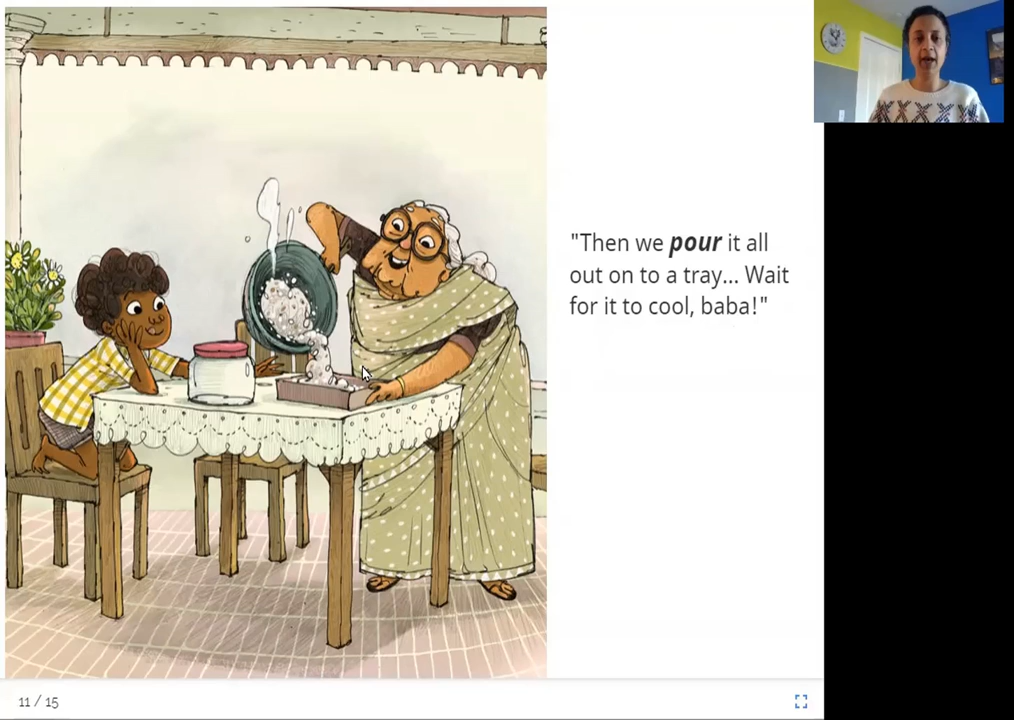 "Then we pour it all
out on to a tray... Wait
for it to cool, baba!"
11 / 15